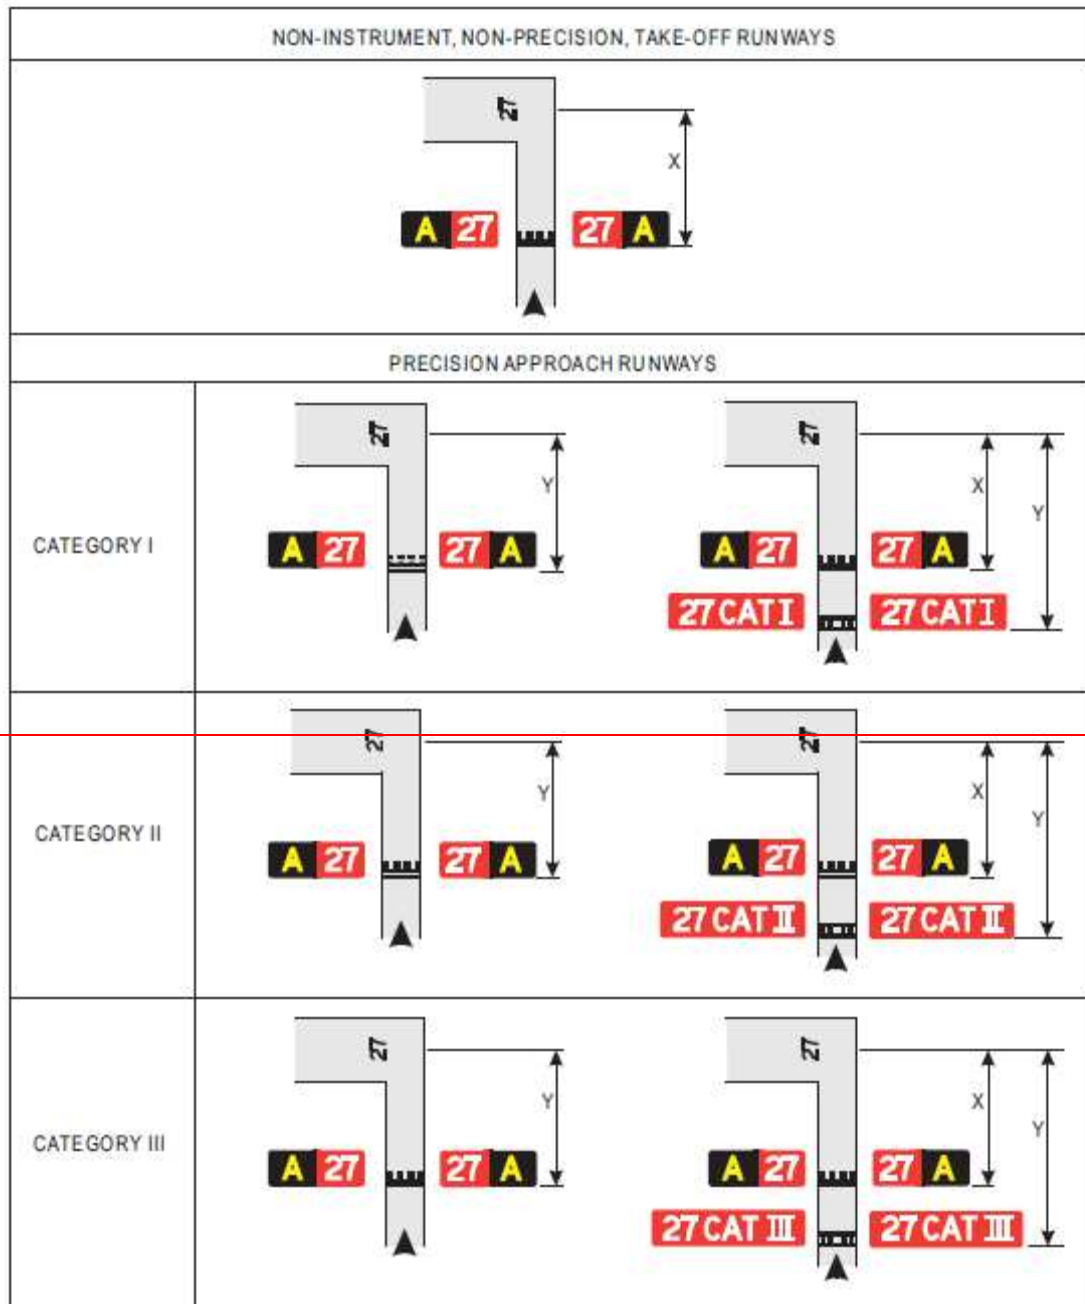 NON-INSTRUMENT, NON-PRECISION, TAKE-OFF RUNWAYS
27
X
A 27
27 A
PRECISION APPROACH RUNWAYS
CATEGORY I
27
Y
A 27
27 A
27
X
Y
A 27
27 A
27 CAT I
27 CAT I
CATEGORY II
27
Y
A 27
27 A
27
X
Y
A 27
27 A
27 CAT II
27 CAT II
CATEGORY III
27
Y
A 27
27 A
27
X
Y
A 27
27 A
27 CAT III
27 CAT III